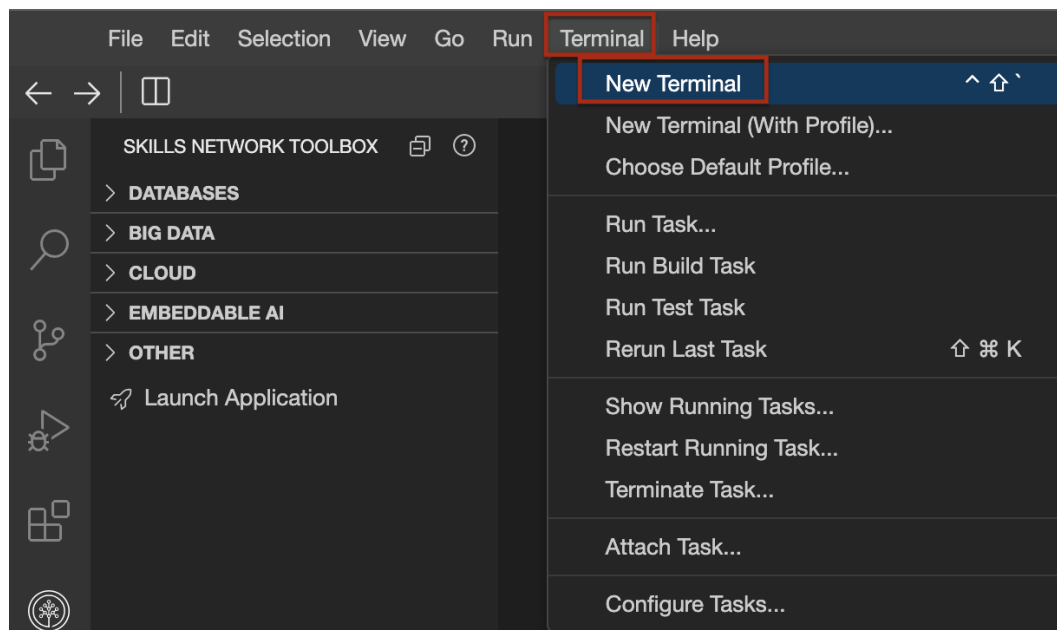 File Edit Selection View Go Run Terminal Help
SKILLS NETWORK TOOLBOX
DATABASES
BIG DATA
CLOUD
EMBEDDABLE AI
OTHER
Launch Application
New Terminal ^ ⇧ `
New Terminal (With Profile)...
Choose Default Profile...
Run Task...
Run Build Task
Run Test Task
Rerun Last Task ⇧ ⌘ K
Show Running Tasks...
Restart Running Task...
Terminate Task...
Attach Task...
Configure Tasks...